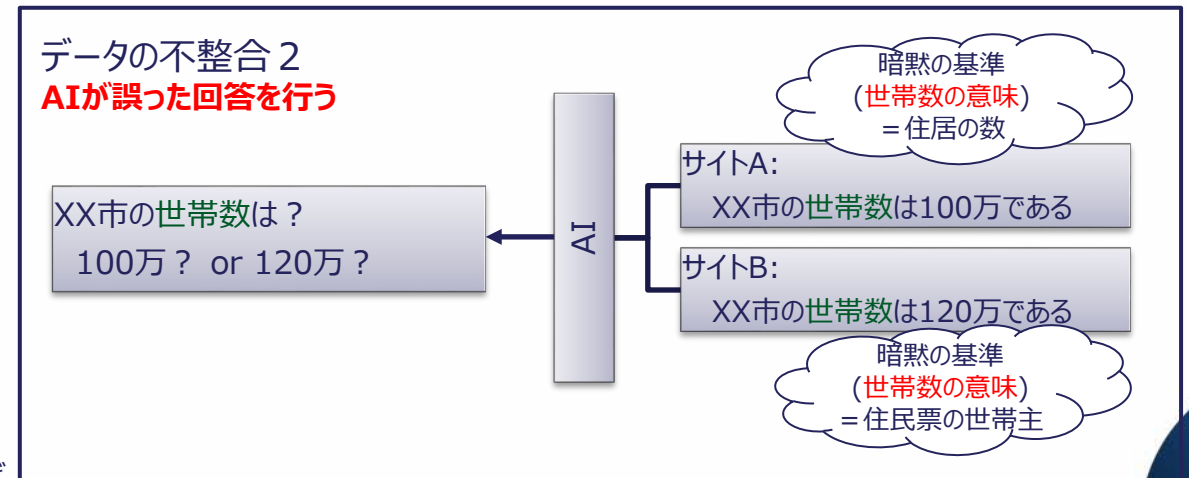 データの不整合２
AIが誤った回答を行う
暗黙の基準
(世帯数の意味)
＝住居の数
サイトA:
XX市の世帯数は100万である
XX市の世帯数は？
100万？ or 120万？
AI
サイトB:
XX市の世帯数は120万である
暗黙の基準
(世帯数の意味)
＝住民票の世帯主